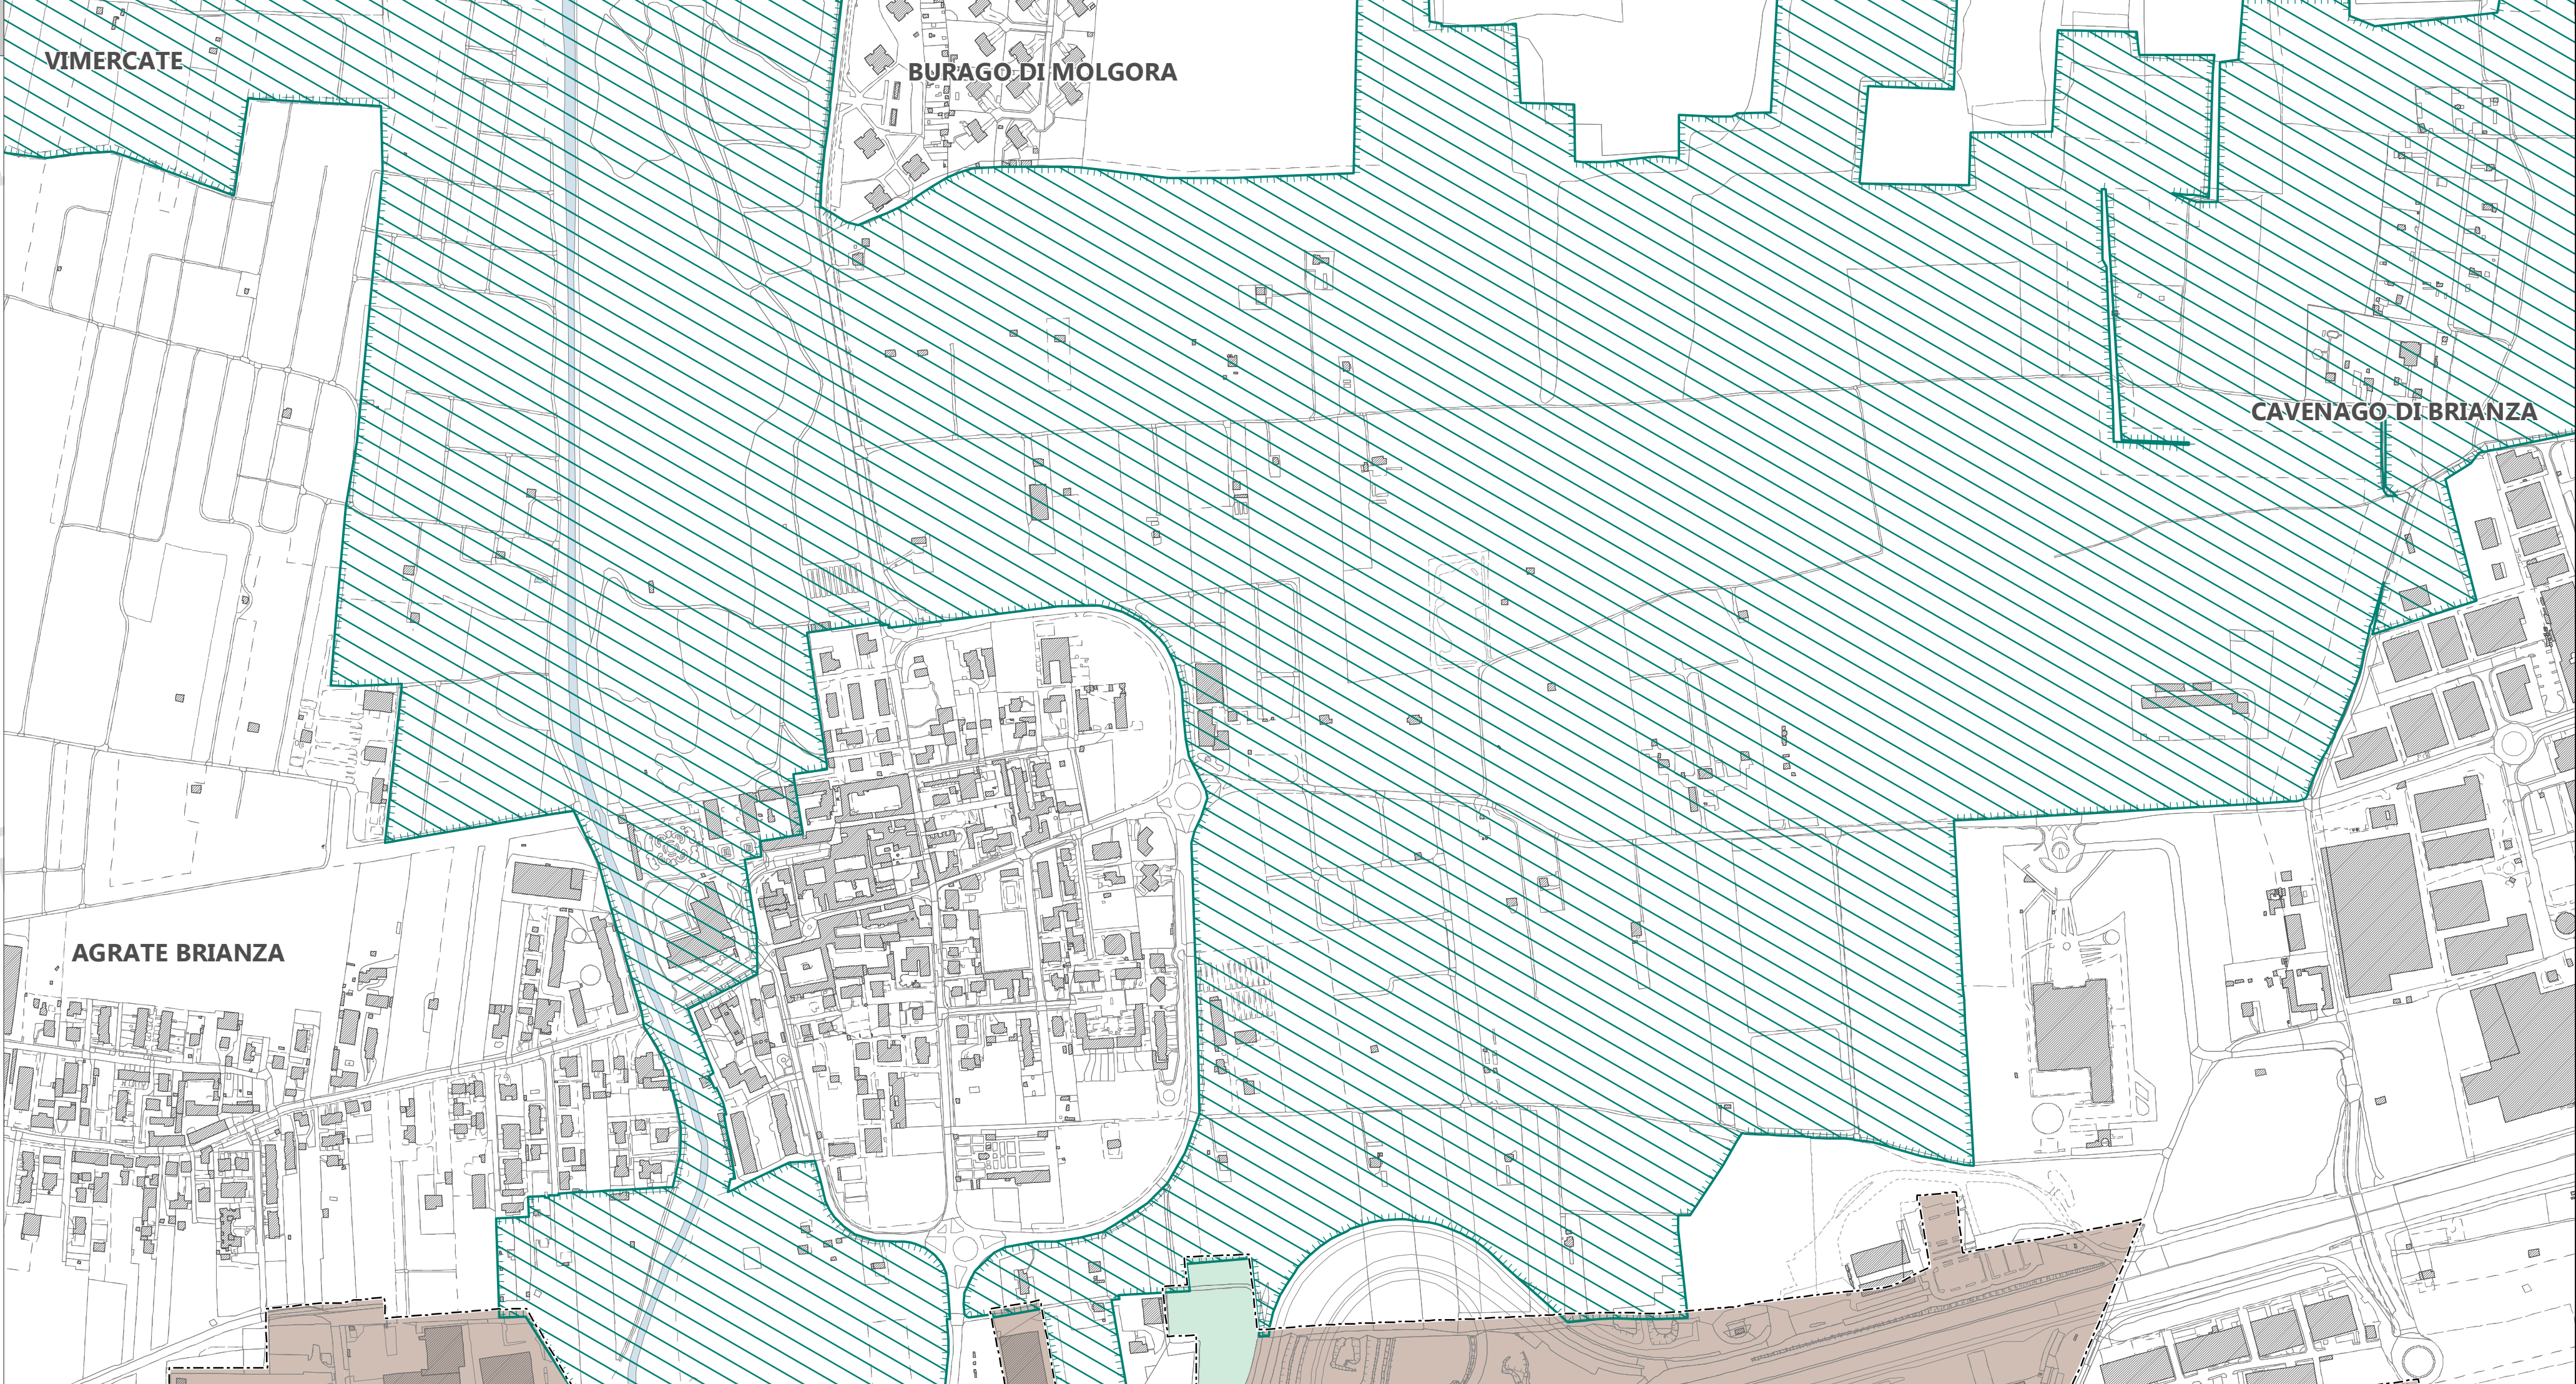 VIMERCATE
BURAGO DI MOLGORA
CAVENAGO DI BRIANZA
AGRATE BRIANZA